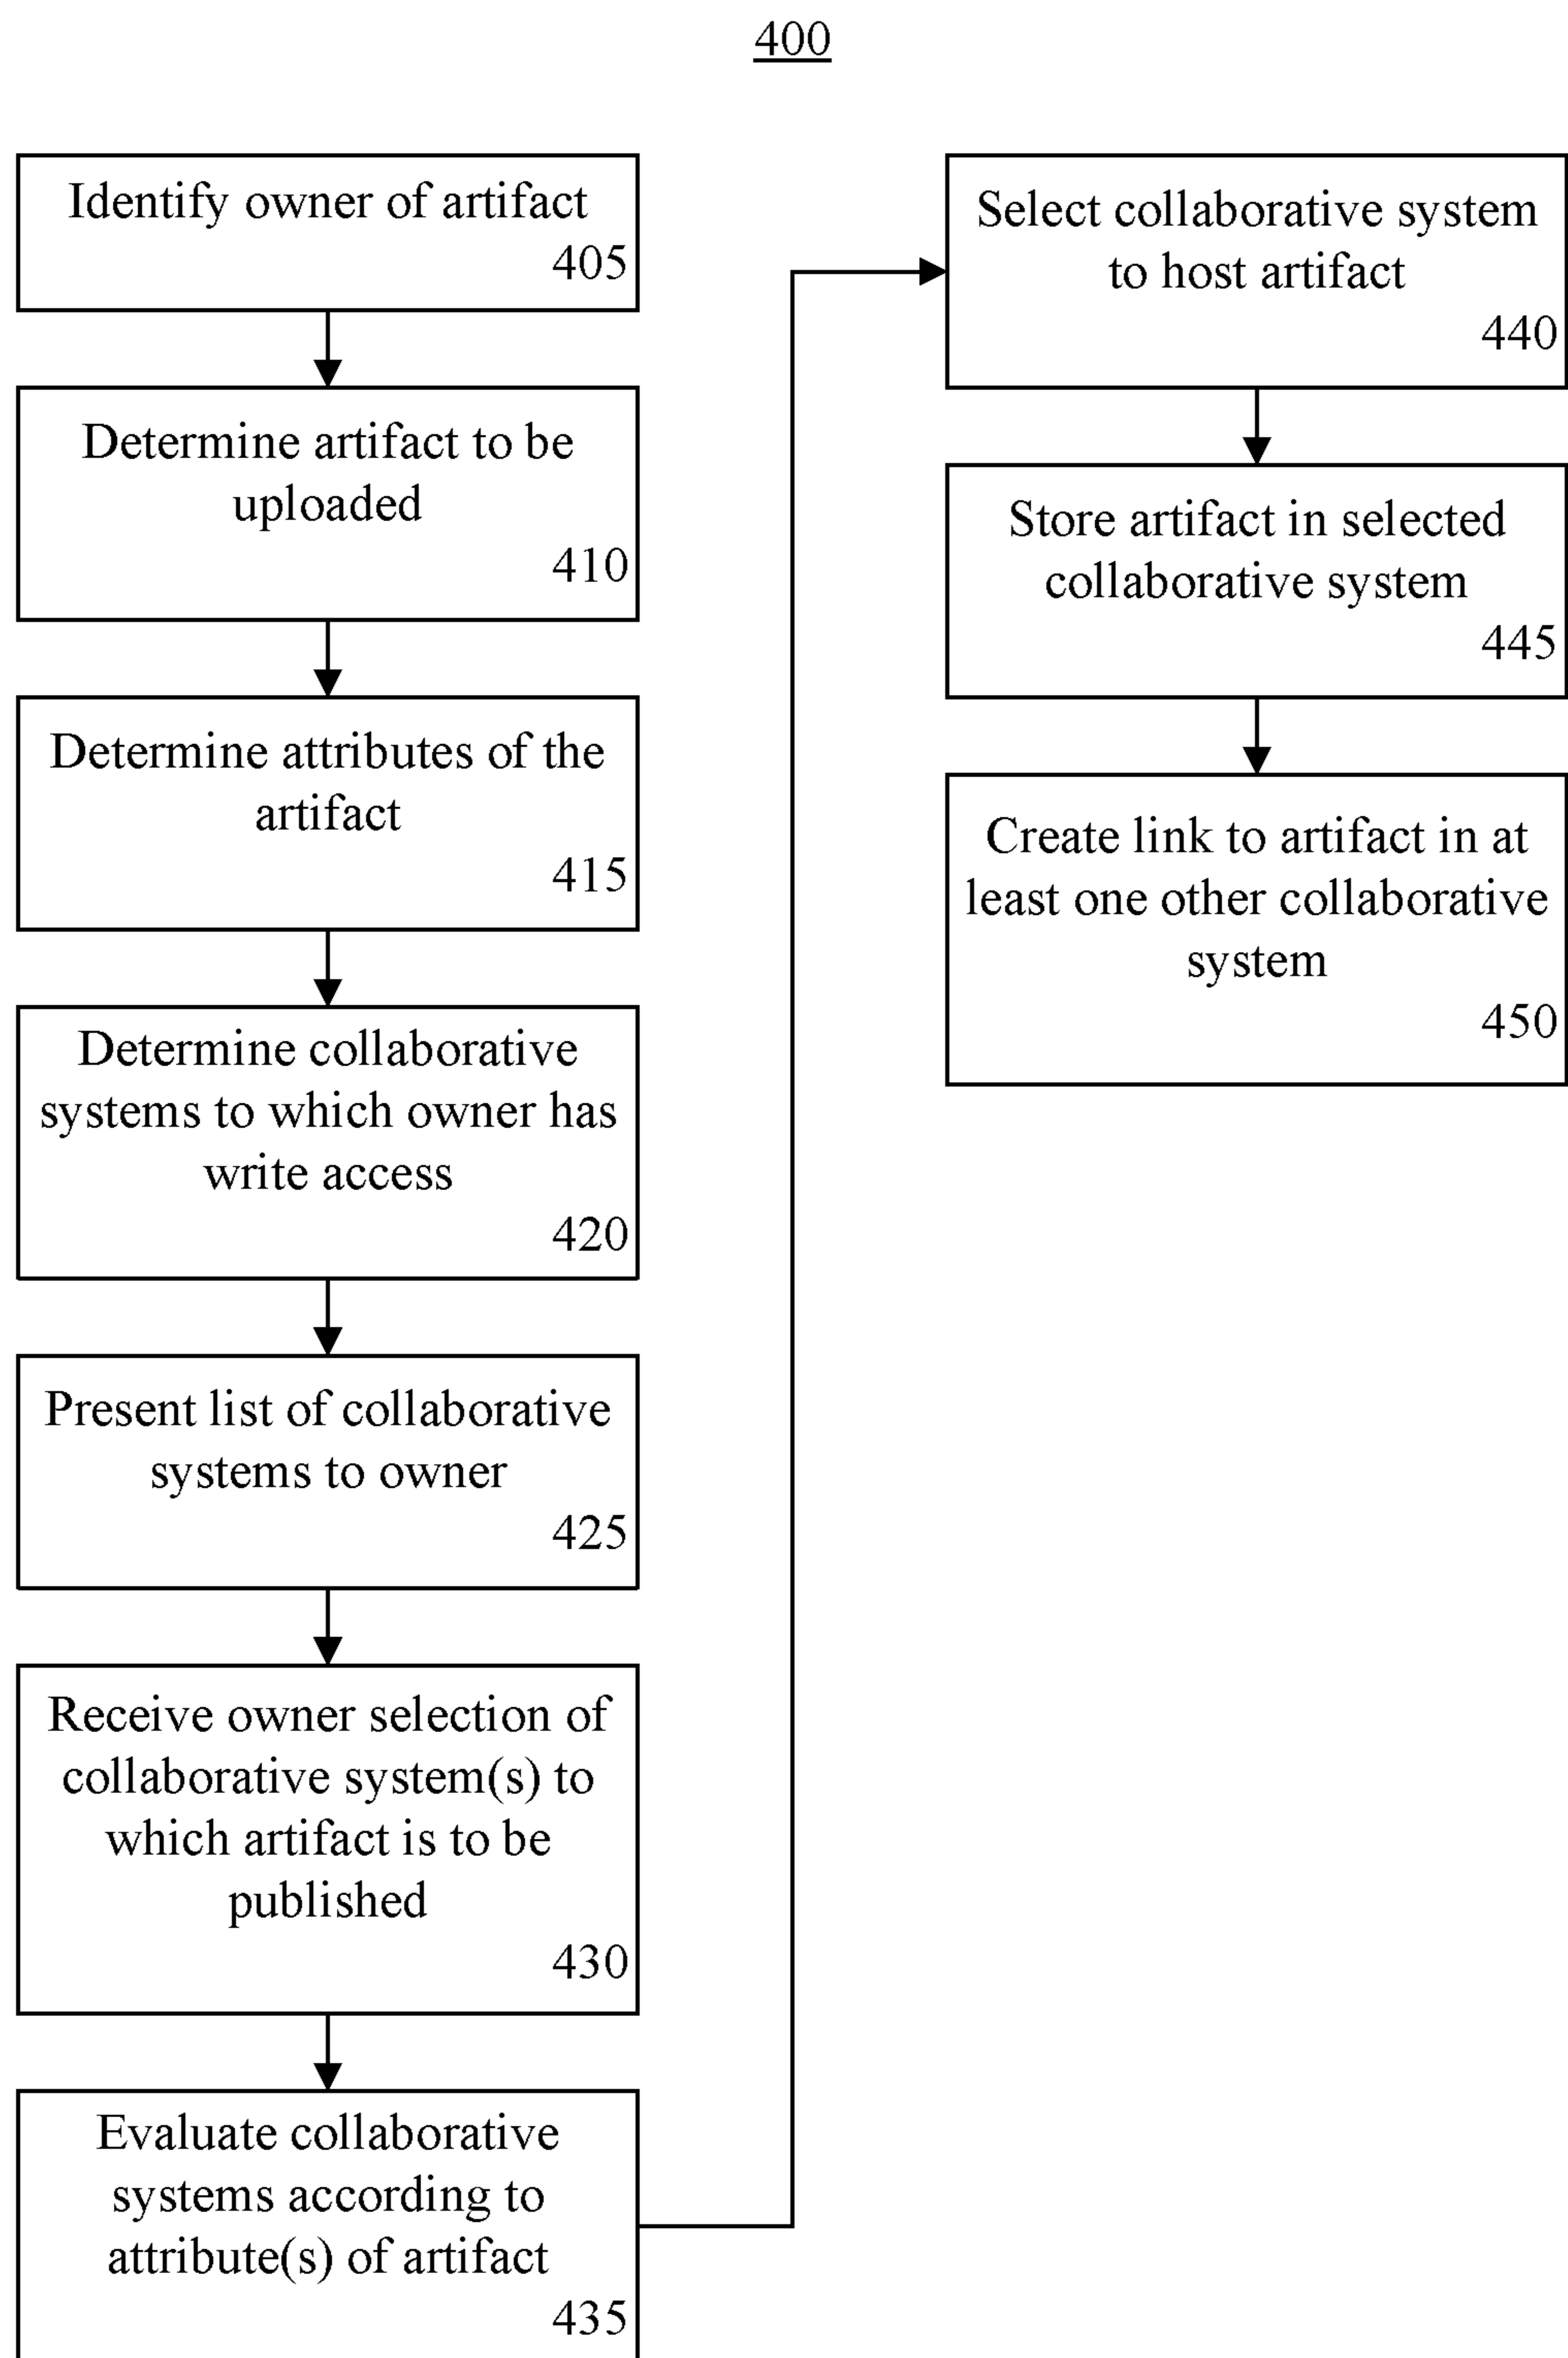 400
Identify owner of artifact
405
Determine artifact to be
uploaded
410
Determine attributes of the
artifact
415
Determine collaborative
systems to which owner has
write access
420
Present list of collaborative
systems to owner
425
Receive owner selection of
collaborative system(s) to
which artifact is to be
published
430
Evaluate collaborative
systems according to
attribute(s) of artifact
435
Select collaborative system
to host artifact
440
Store artifact in selected
collaborative system
445
Create link to artifact in at
least one other collaborative
system
450